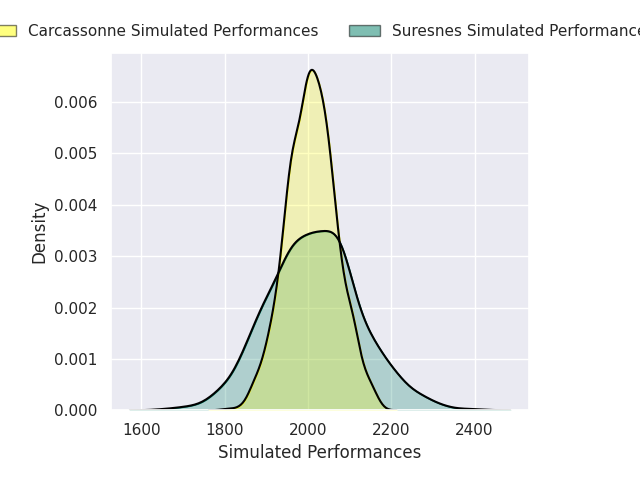 Carcassonne Simulated Performances
Suresnes Simulated Performance
0.006
0.005
0.004
0.003
0.002
0.001
0.000
Density
1600 1800 2000 2200 2400
Simulated Performances